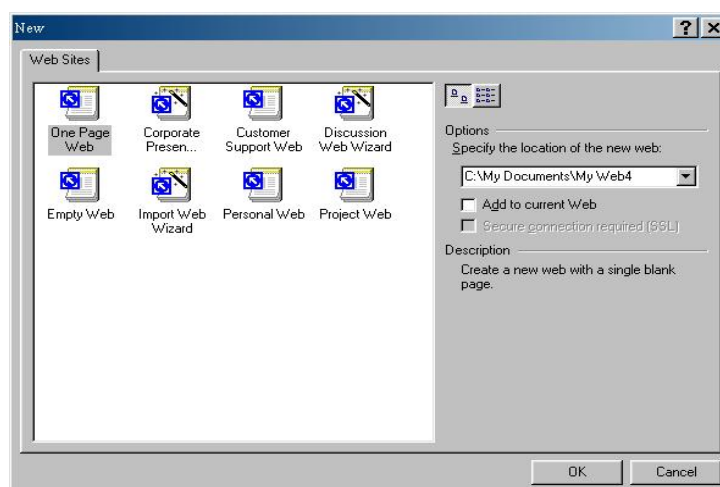 New
Web Sites
One Page
Web
Corporate
Presen...
Customer
Support Web
Discussion
Web Wizard
Empty Web
Import Web
Wizard
Personal Web
Project Web
Options
Specify the location of the new web:
C:\My Documents\My Web4
Add to current Web
Secure connection required (SSL)
Description
Create a new web with a single blank
page.
OK
Cancel